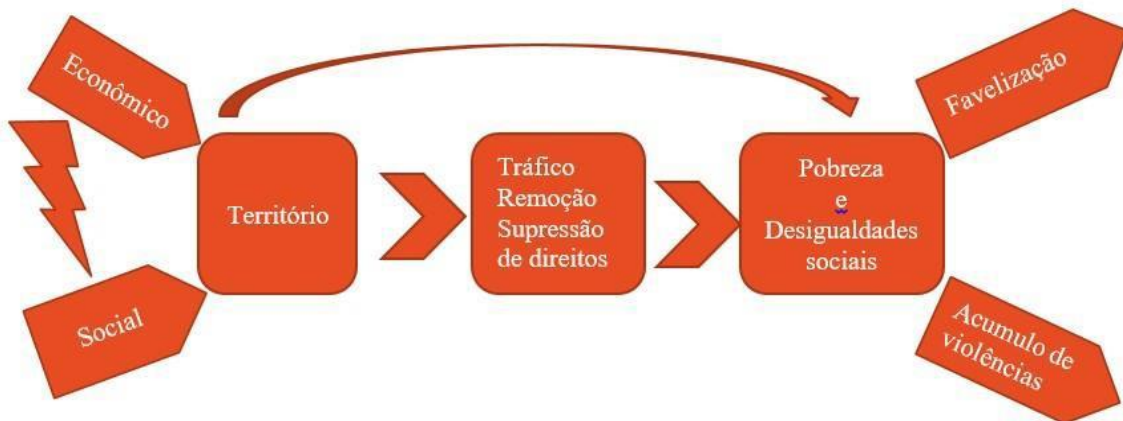 Econômico
Social
Território
Tráfico
Remoção
Supressão
de direitos
Pobreza
e
Desigualdades
sociais
Favelização
Acumulo de
violências